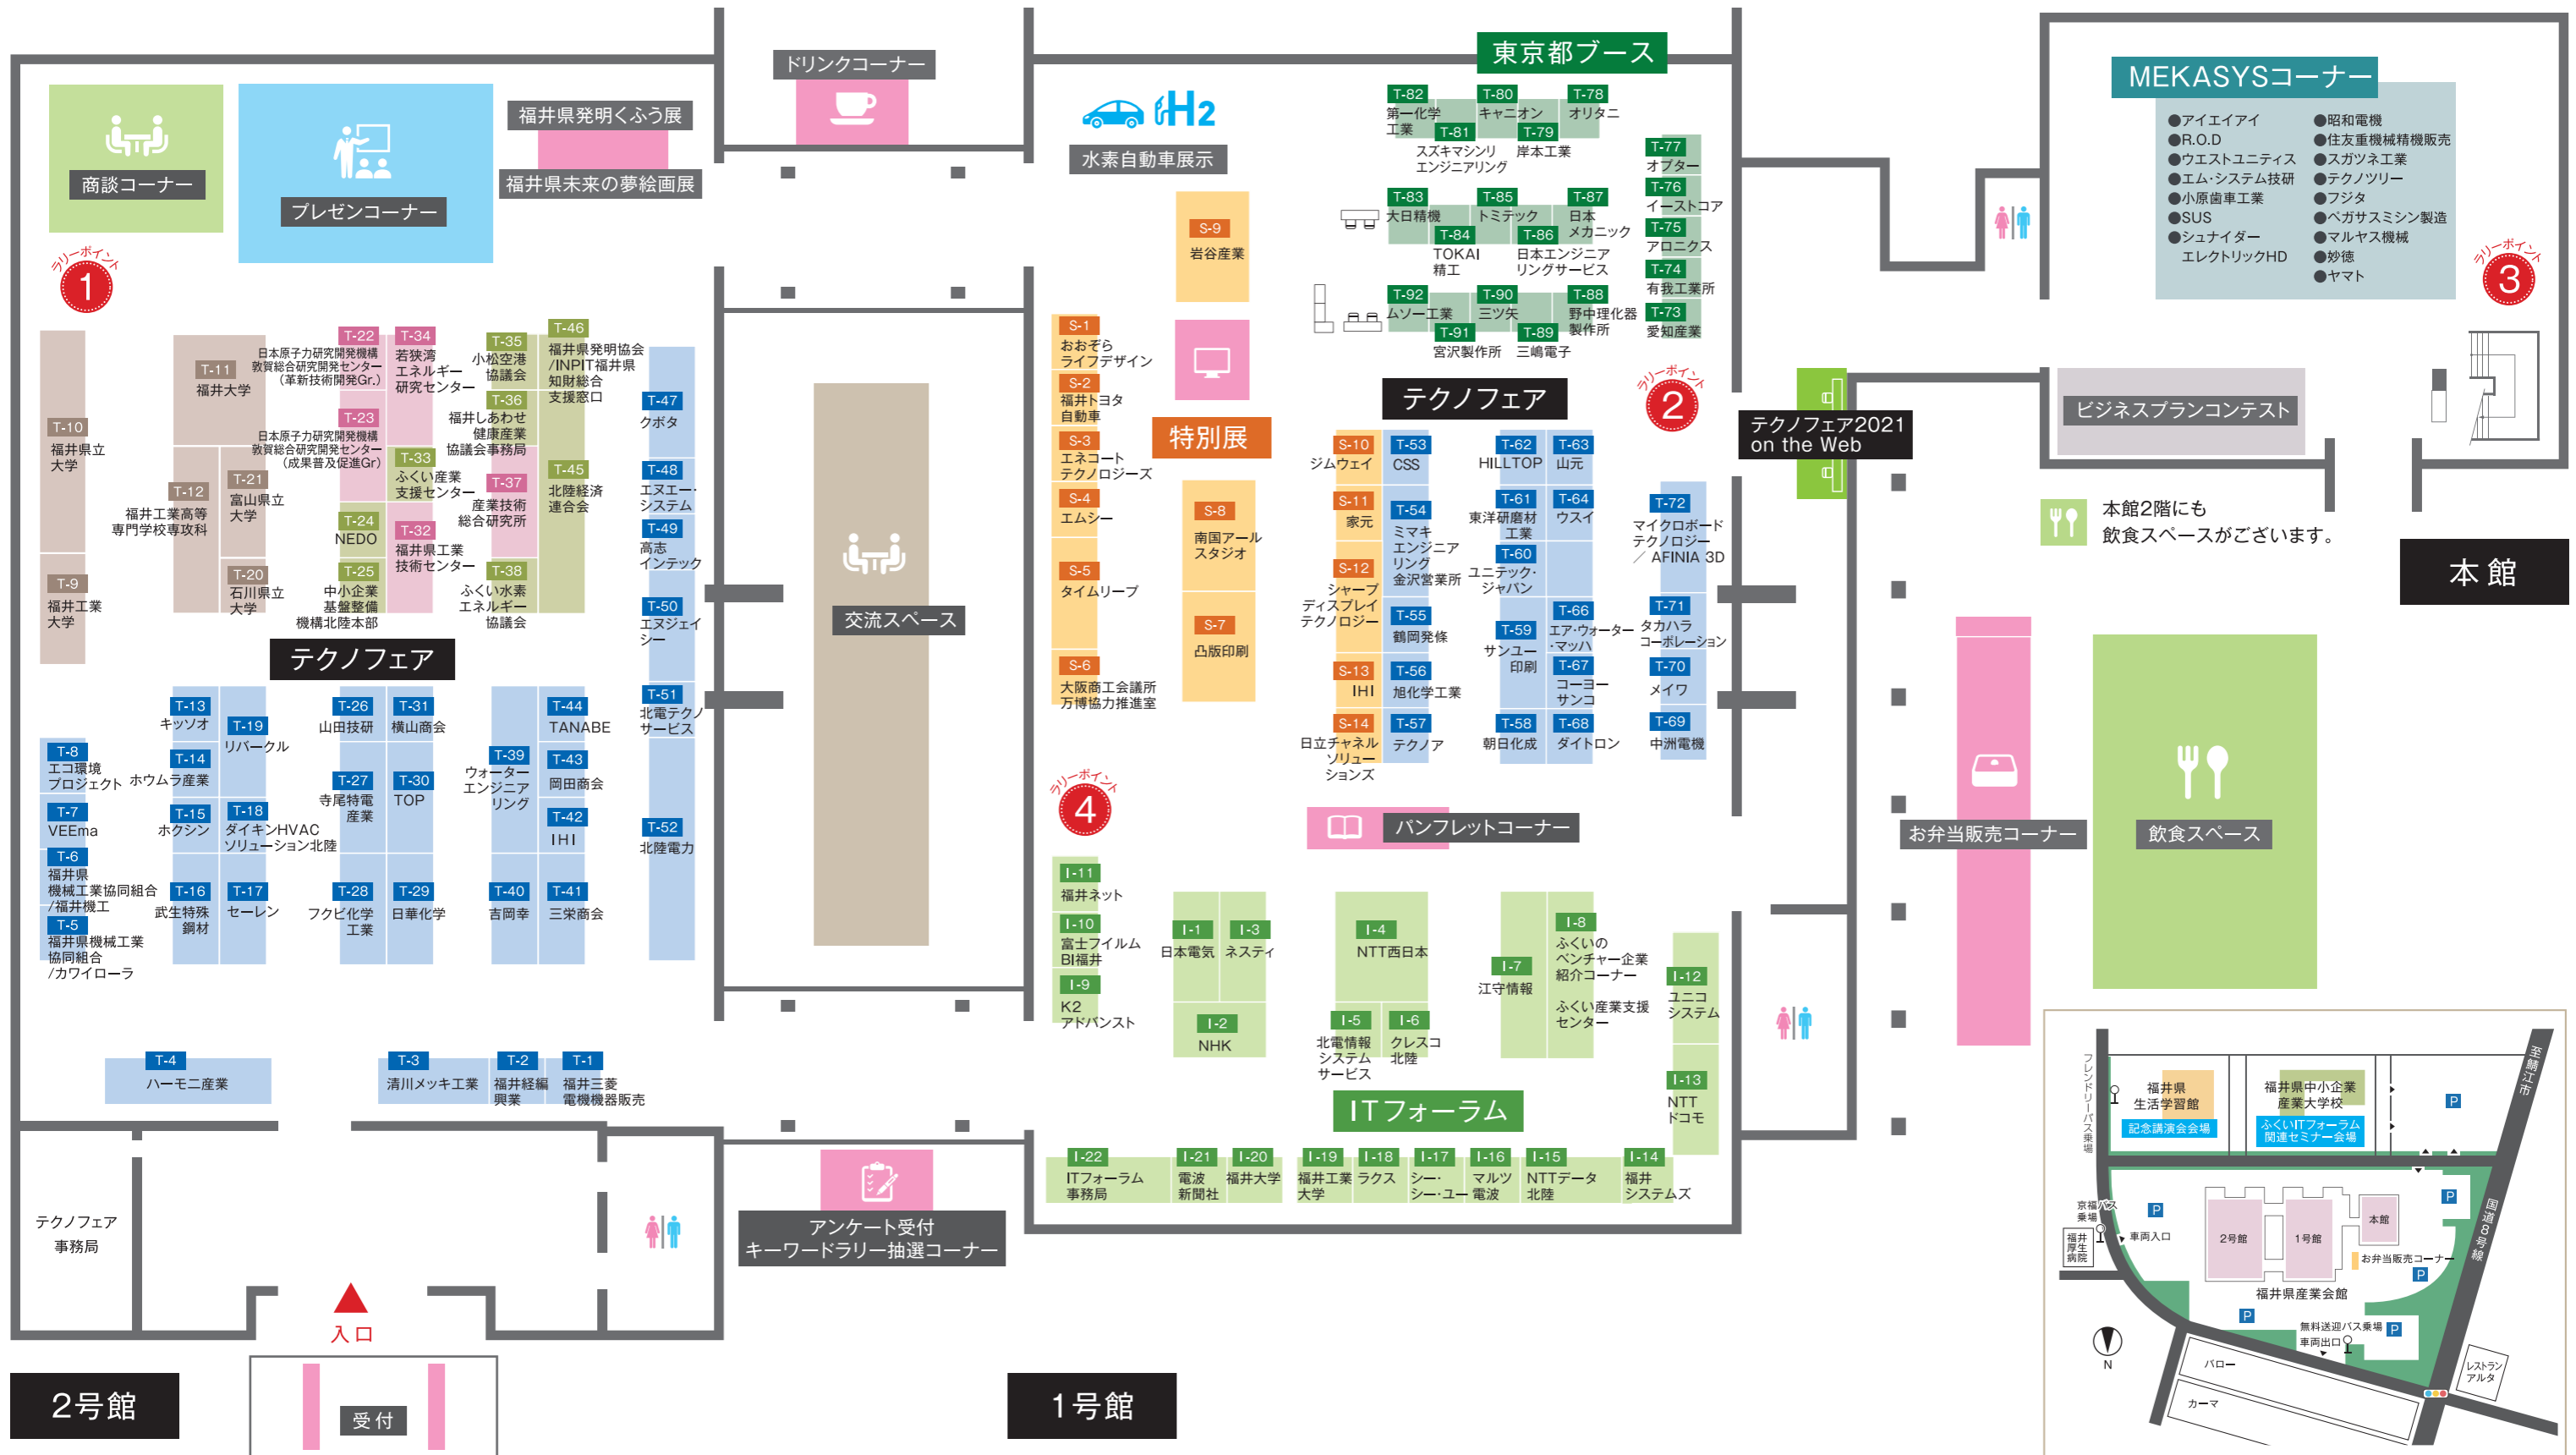 商談コーナー
プレゼンコーナー
福井県発明くふう展
福井県未来の夢絵画展
ドリンクコーナー
ラリーポイント
1
T-10
福井県立
大学
T-9
福井工業
大学
T-11
福井大学
T-12
福井工業高等
専門学校専攻科
T-21
富山県立
大学
T-20
石川県立
大学
T-22
日本原子力研究開発機構
敦賀総合研究開発センター
(革新技術開発Gr.)
T-23
日本原子力研究開発機構
敦賀総合研究開発センター
(成果普及促進Gr)
T-24
NEDO
T-25
中小企業
基盤整備
機構北陸本部
T-34
若狭湾
エネルギー
研究センター
T-33
ふくい産業
支援センター
T-32
福井県工業
技術センター
T-35
小松空港
協議会
T-36
福井しあわせ
健康産業
協議会事務局
T-37
産業技術
総合研究所
T-38
ふくい水素
エネルギー
協議会
T-46
福井県発明協会
/INPIT福井県
知財総合
支援窓口
T-45
北陸経済
連合会
T-47
クボタ
T-48
エヌエー・
システム
T-49
高志
インテック
T-50
エヌジェイ
シー
T-51
北電テクノ
サービス
T-52
北陸電力
テクノフェア
T-8
エコ環境
プロジェクト
T-7
VEEma
T-6
福井県
機械工業協同組合
/福井機工
T-5
福井県機械工業
協同組合
/カワイローラ
T-13
キッソオ
T-14
ホウムラ産業
T-15
ホクシン
T-16
武生特殊
鋼材
T-19
リバークル
T-18
ダイキンHVAC
ソリューション北陸
T-17
セーレン
T-26
山田技研
T-27
寺尾特電
産業
T-28
フクビ化学
工業
T-31
横山商会
T-30
TOP
T-29
日華化学
T-39
ウォーター
エンジニア
リング
T-40
吉岡幸
T-44
TANABE
T-43
岡田商会
T-42
IHI
T-41
三栄商会
T-4
ハーモニ産業
T-3
清川メッキ工業
T-2
福井経編
興業
T-1
福井三菱
電機機器販売
テクノフェア
事務局
入口
受付
2号館
交流スペース
アンケート受付
キーワードラリー抽選コーナー
水素自動車展示
H2
S-9
岩谷産業
S-1
おおぞら
ライフデザイン
S-2
福井トヨタ
自動車
S-3
エネコート
テクノロジーズ
S-4
エムシー
S-5
タイムリープ
S-6
大阪商工会議所
万博協力推進室
特別展
S-8
南国アール
スタジオ
S-7
凸版印刷
東京都ブース
T-82
第一化学
工業
T-81
スズキマシンリ
エンジニアリング
T-80
キャニオン
T-79
岸本工業
T-78
オリタニ
T-77
オプター
T-76
イーストコア
T-75
アロニクス
T-74
有我工業所
T-73
愛知産業
T-83
大日精機
T-84
TOKAI
精工
T-85
トミテック
T-86
日本エンジニア
リングサービス
T-87
日本
メカニック
T-92
ムソー工業
T-91
宮沢製作所
T-90
三ツ矢
T-89
三嶋電子
T-88
野中理化器
製作所
テクノフェア
ラリーポイント
2
S-10
ジムウェイ
S-11
家元
S-12
シャープ
ディスプレイ
テクノロジー
S-13
IHI
S-14
日立チャネル
ソリュー
ションズ
T-53
CSS
T-54
ミマキ
エンジニア
リング
金沢営業所
T-55
鶴岡発條
T-56
旭化学工業
T-57
テクノア
T-62
HILLTOP
T-61
東洋研磨材
工業
T-60
ユニテック・
ジャパン
T-59
サンユー
印刷
T-58
朝日化成
T-63
山元
T-64
ウスイ
T-66
エア・ウォーター
・マッハ
T-67
コーヨー
サンコ
T-68
ダイトロン
T-72
マイクロボード
テクノロジー
/ AFINIA 3D
T-71
タカハラ
コーポレーション
T-70
メイワ
T-69
中洲電機
ラリーポイント
4
パンフレットコーナー
I-11
福井ネット
I-10
富士フイルム
BI福井
I-9
K2
アドバンスト
I-1
日本電気
I-3
ネスティ
I-2
NHK
I-4
NTT西日本
I-5
北電情報
システム
サービス
I-6
クレスコ
北陸
I-7
江守情報
I-8
ふくいの
ベンチャー企業
紹介コーナー
ふくい産業支援
センター
I-12
ユニコ
システム
I-13
NTT
ドコモ
ITフォーラム
I-22
ITフォーラム
事務局
I-21
電波
新聞社
I-20
福井大学
I-19
福井工業
大学
I-18
ラクス
I-17
シー・
シー・ユー
I-16
マルツ
電波
I-15
NTTデータ
北陸
I-14
福井
システムズ
1号館
テクノフェア2021
on the Web
MEKASYSコーナー
●アイエイアイ
●R.O.D
●ウエストユニティス
●エム・システム技研
●小原歯車工業
●SUS
●シュナイダー
エレクトリックHD
●昭和電機
●住友重機械精機販売
●スガツネ工業
●テクノツリー
●フジタ
●ペガサスミシン製造
●マルヤス機械
●妙徳
●ヤマト
ラリーポイント
3
ビジネスプランコンテスト
本館2階にも
飲食スペースがございます。
本館
お弁当販売コーナー
飲食スペース
フレンドリーバス乗場
福井県
生活学習館
記念講演会会場
福井県中小企業
産業大学校
ふくいITフォーラム
関連セミナー会場
至鯖江市
国道8号線
京福バス
乗場
福井
厚生
病院
車両入口
P
P
P
P
P
P
2号館
1号館
本館
お弁当販売コーナー
福井県産業会館
無料送迎バス乗場
車両出口
バロー
カーマ
レストラン
アルタ
N